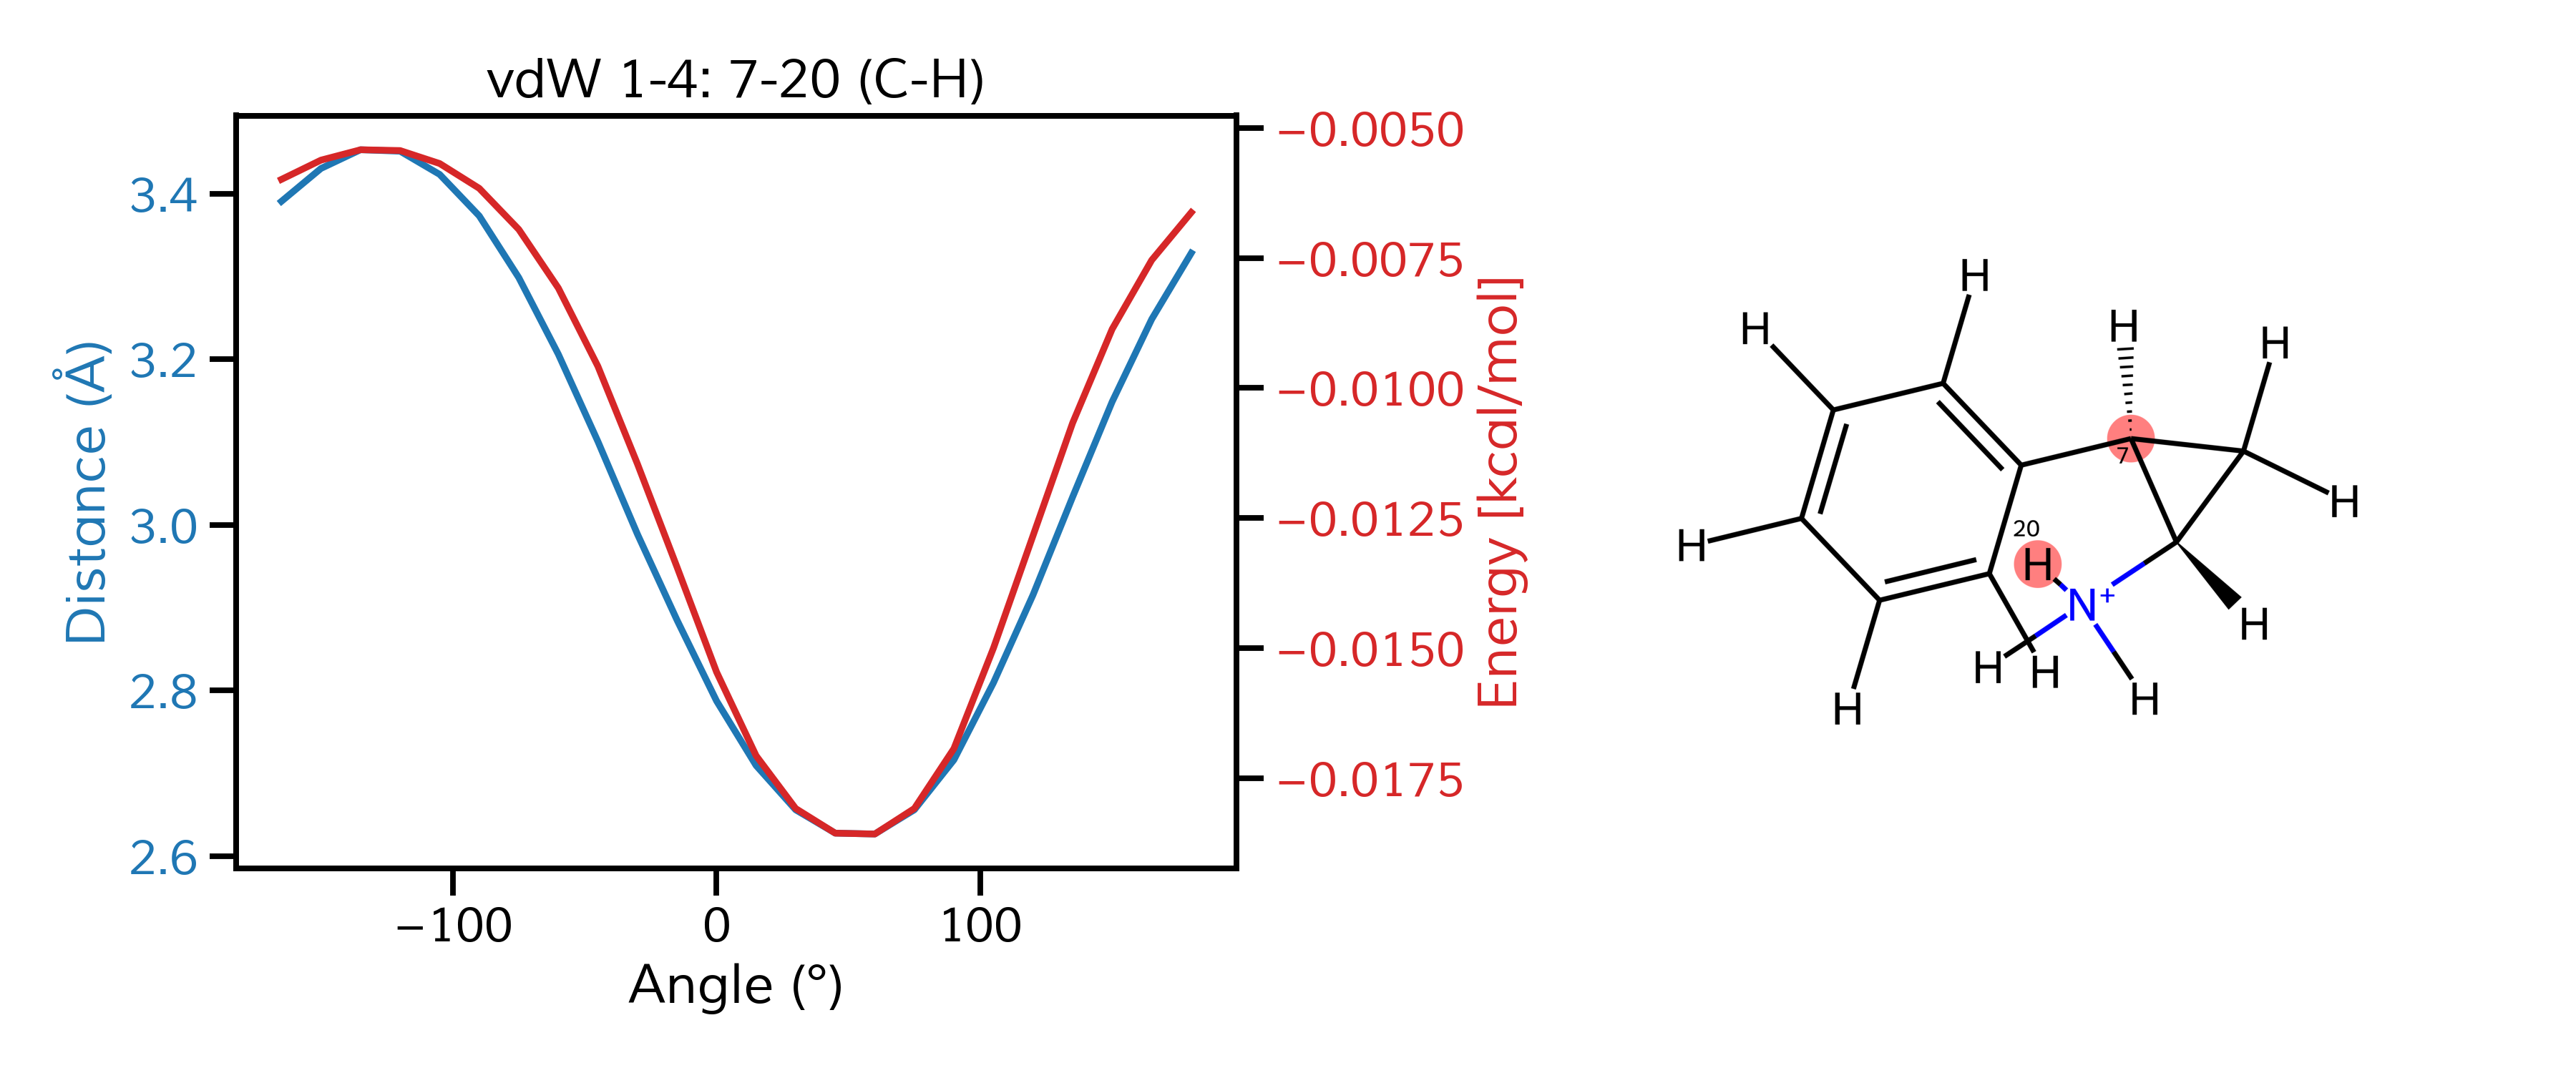 vdW 1-4: 7-20 (C-H)
Distance (Å)
3.4
3.2
3.0
2.8
2.6
−100
0
100
Angle (°)
−0.0050
−0.0075
−0.0100
−0.0125
−0.0150
−0.0175
Energy [kcal/mol]
H
H
H
H
H
7
H
H
20
H
N+
H
H
H
H
H